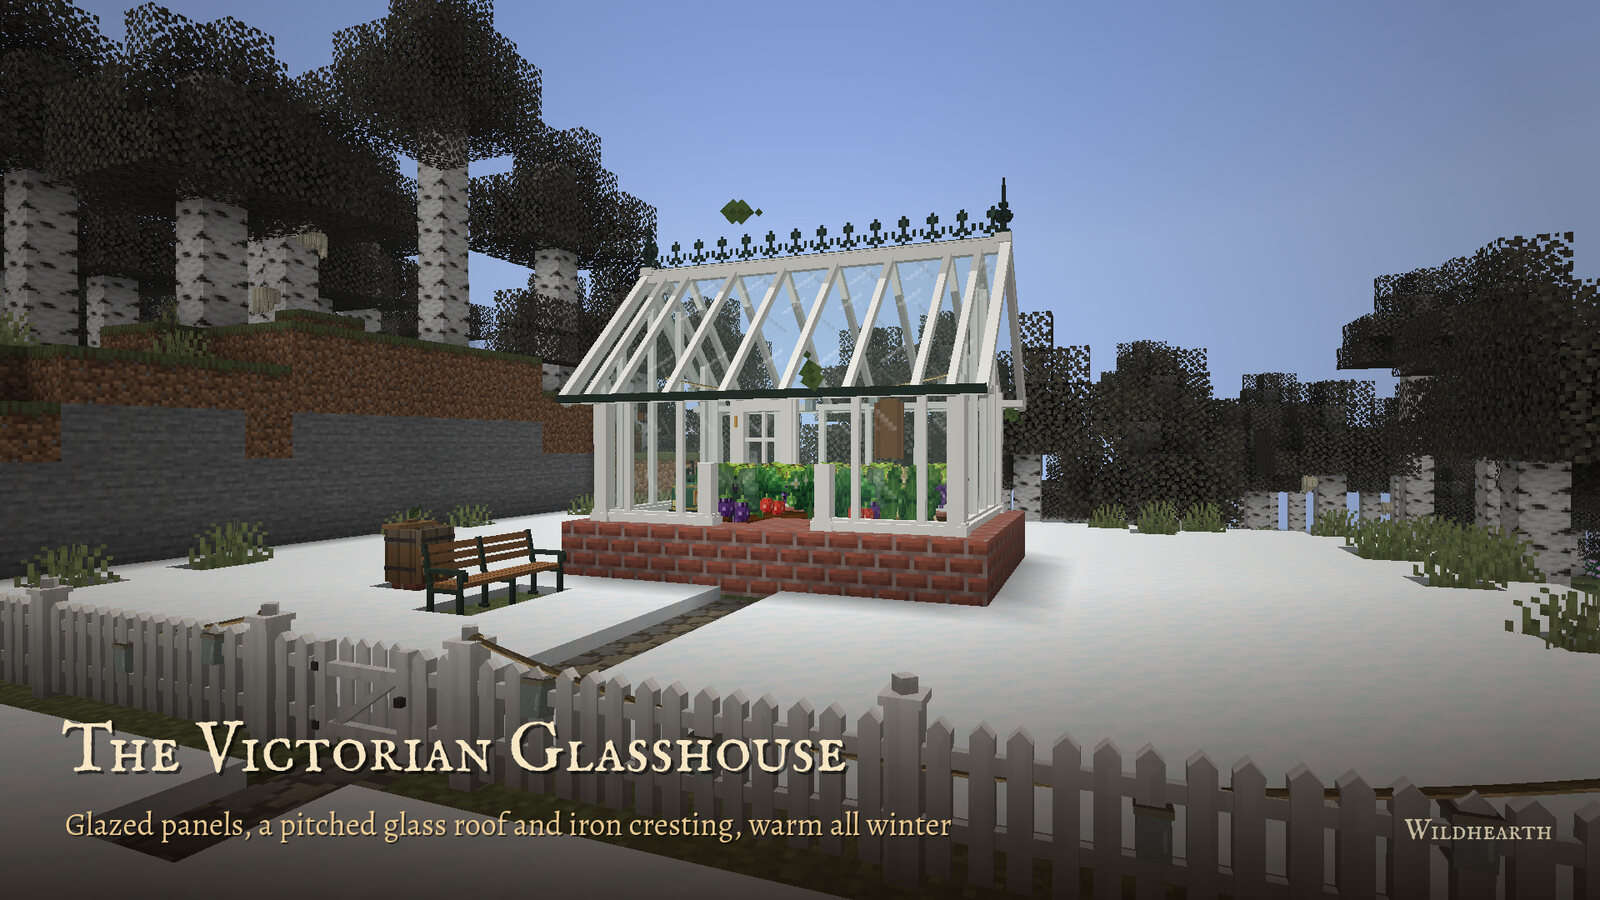 The Victorian Glasshouse
Glazed panels, a pitched glass roof and iron cresting, warm all winter
Wildhearth